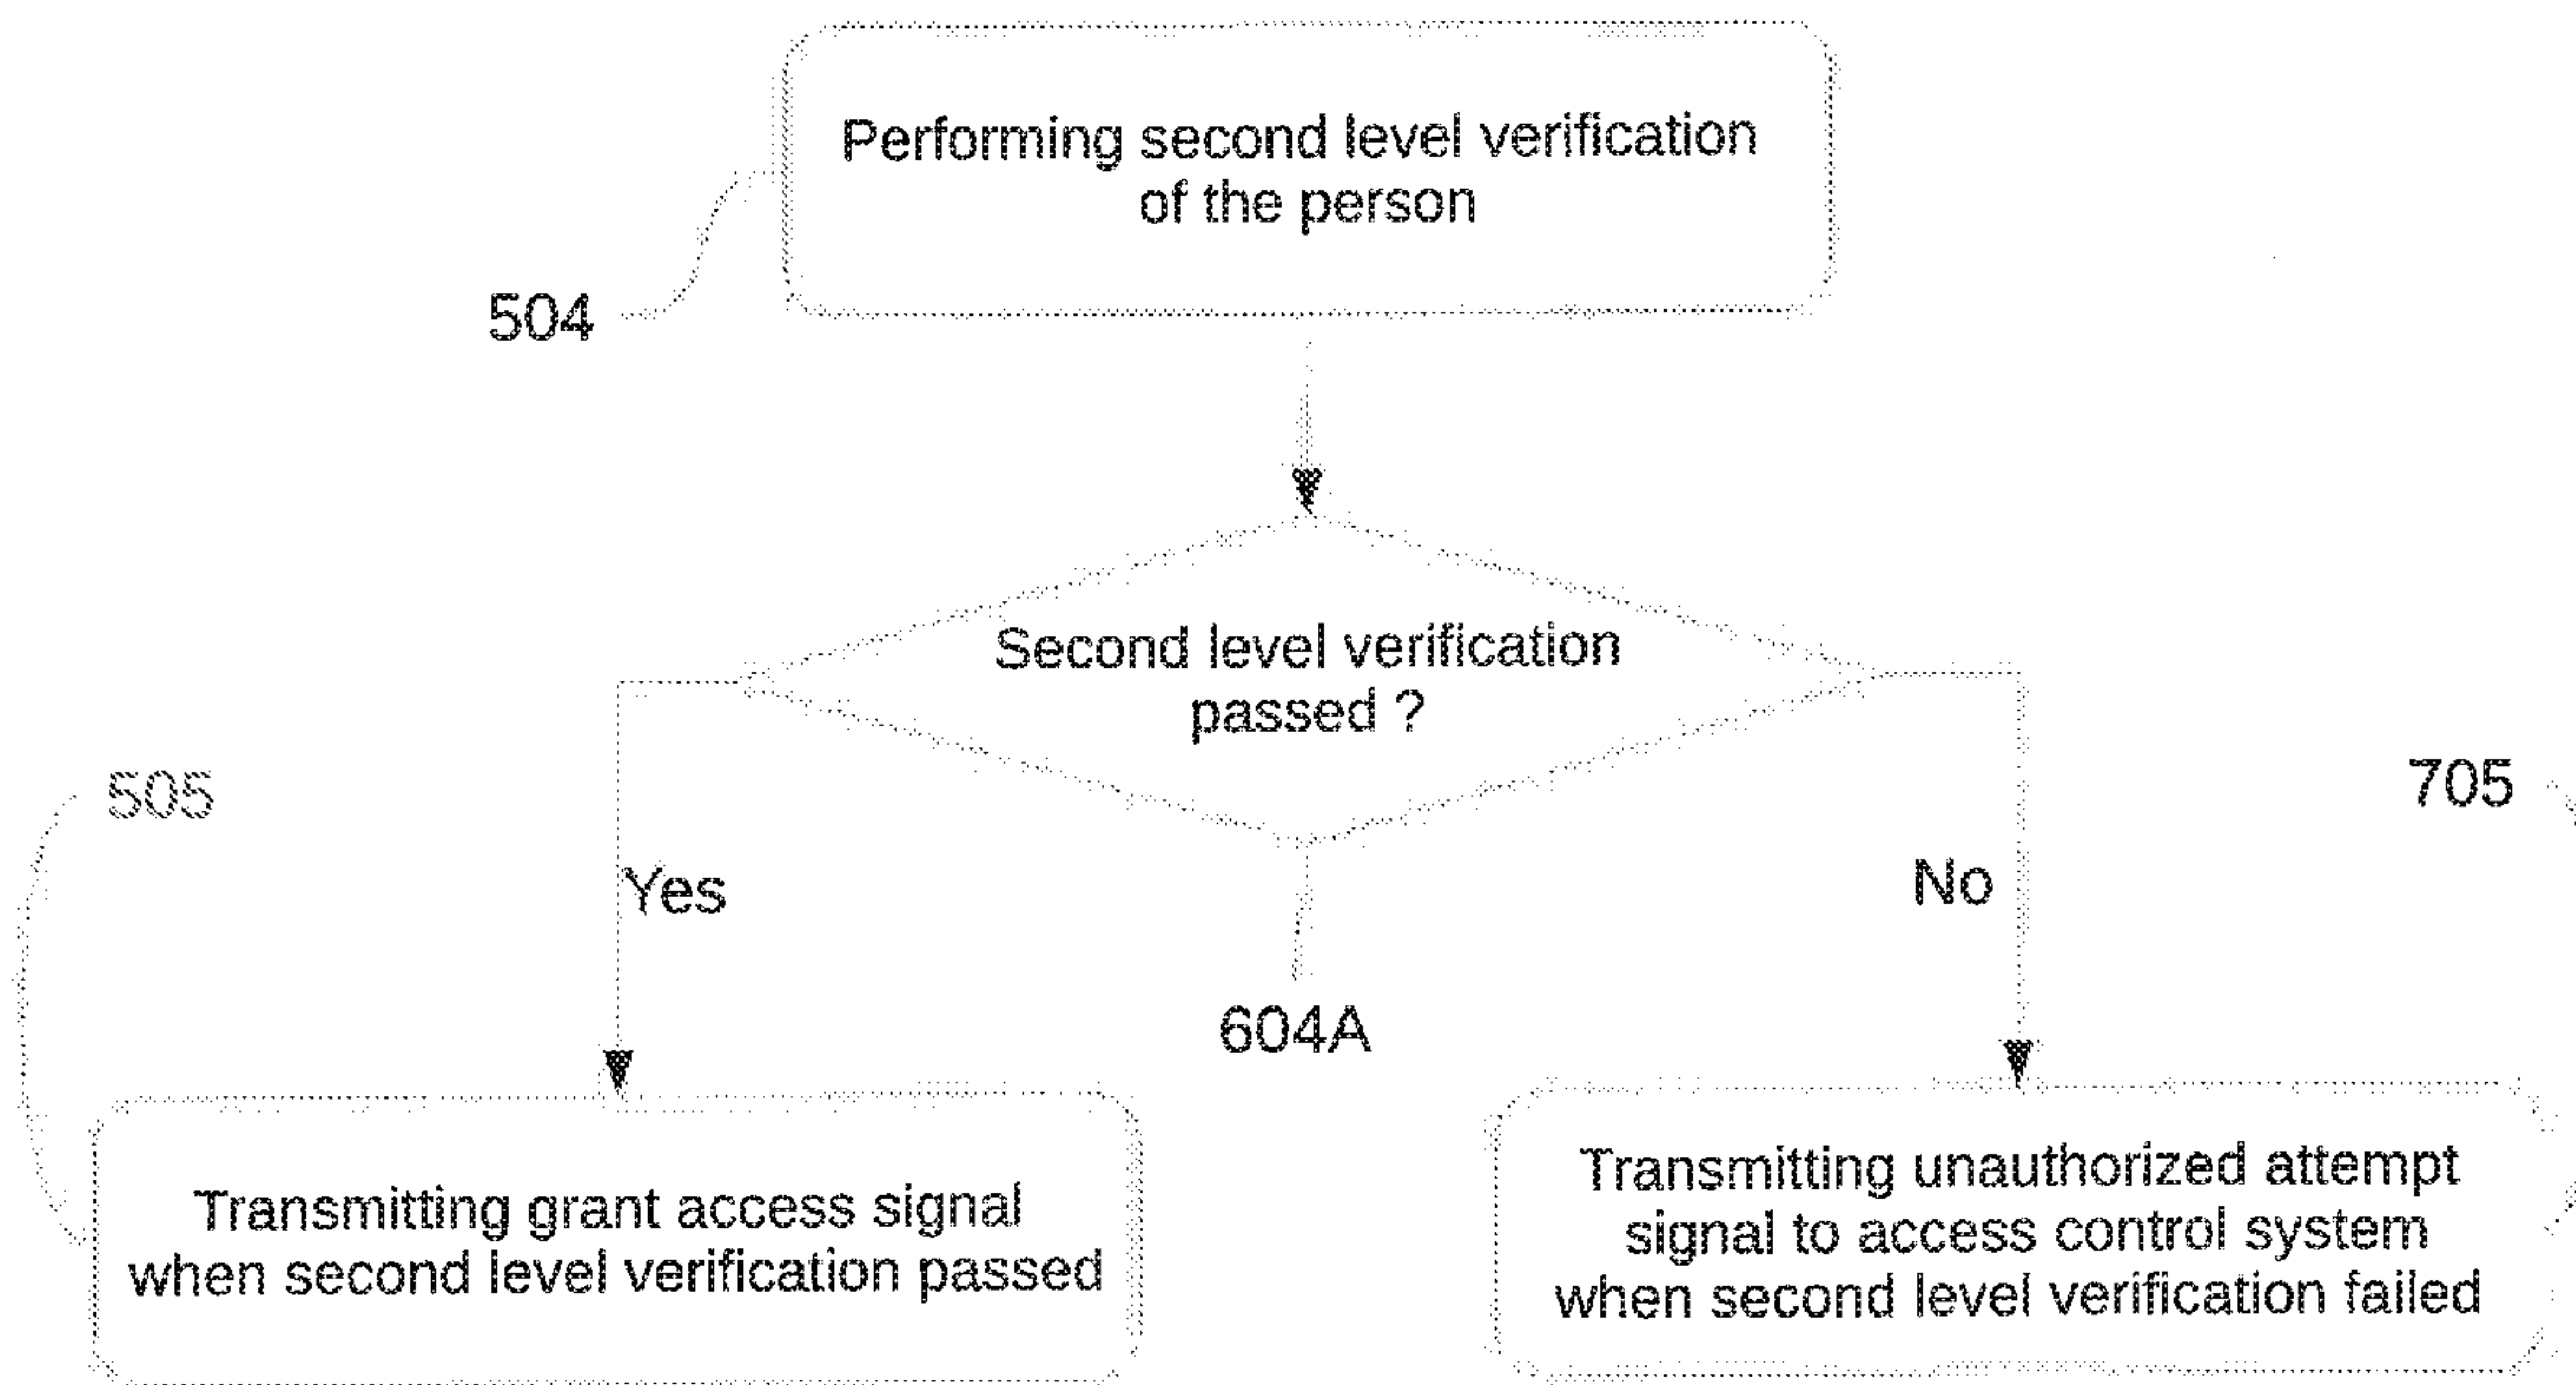 Performing second level verification
of the person
504
Second level verification
passed ?
505
705
Yes
No
604A
Transmitting grant access signal
when second level verification passed
Transmitting unauthorized attempt
signal to access control system
when second level verification failed